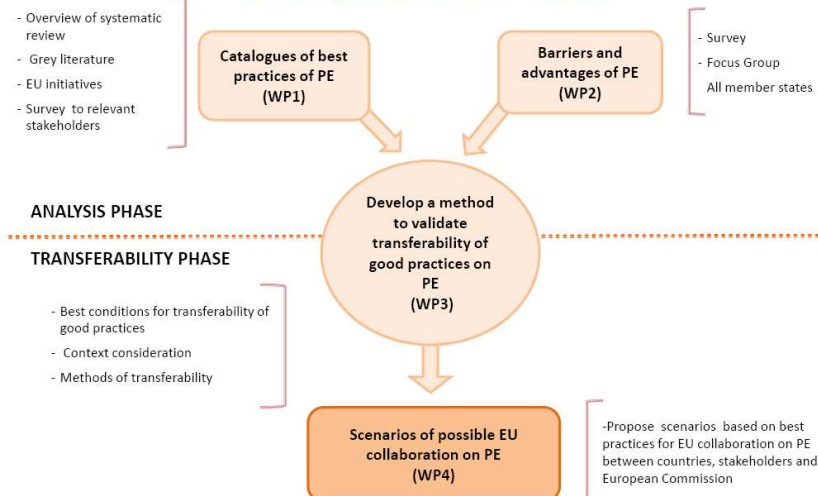 - Overview of systematic
review
- Grey literature
- EU initiatives
- Survey to relevant
stakeholders
Catalogues of best
practices of PE
(WP1)
Barriers and
advantages of PE
(WP2)
- Survey
- Focus Group
All member states
ANALYSIS PHASE
Develop a method
to validate
transferability of
good practices on
PE
(WP3)
TRANSFERABILITY PHASE
- Best conditions for transferability of
good practices
- Context consideration
- Methods of transferability
Scenarios of possible EU
collaboration on PE
(WP4)
-Propose scenarios based on best
practices for EU collaboration on PE
between countries, stakeholders and
European Commission